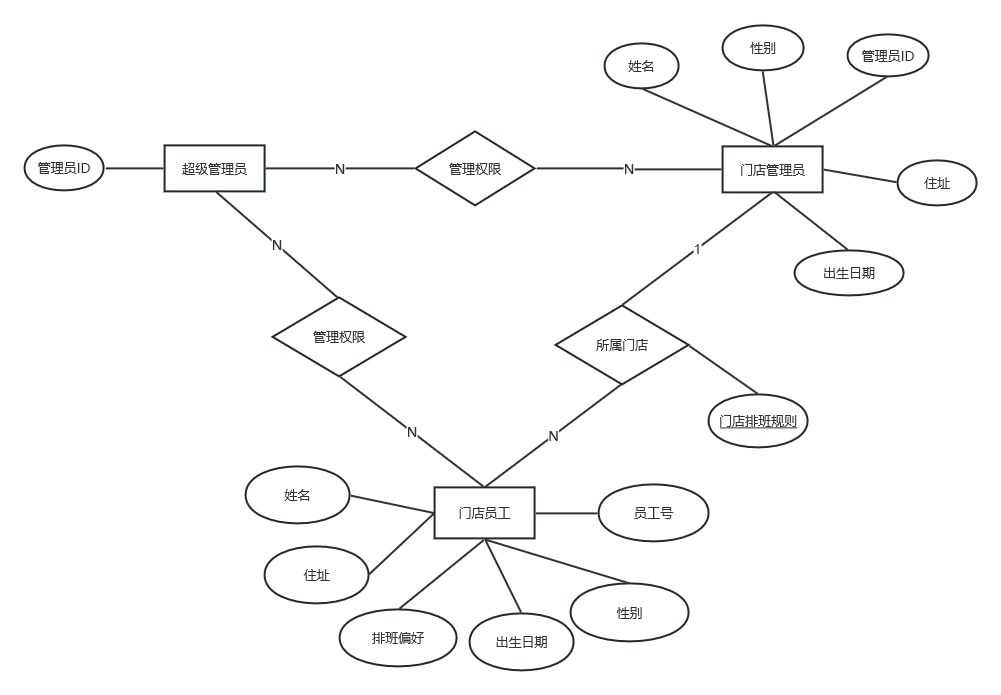 性别
管理员ID
姓名
管理员ID
超级管理员
N
管理权限
N
门店管理员
住址
N
1
出生日期
管理权限
所属门店
门店排班规则
N
N
姓名
门店员工
员工号
住址
性别
排班偏好
出生日期